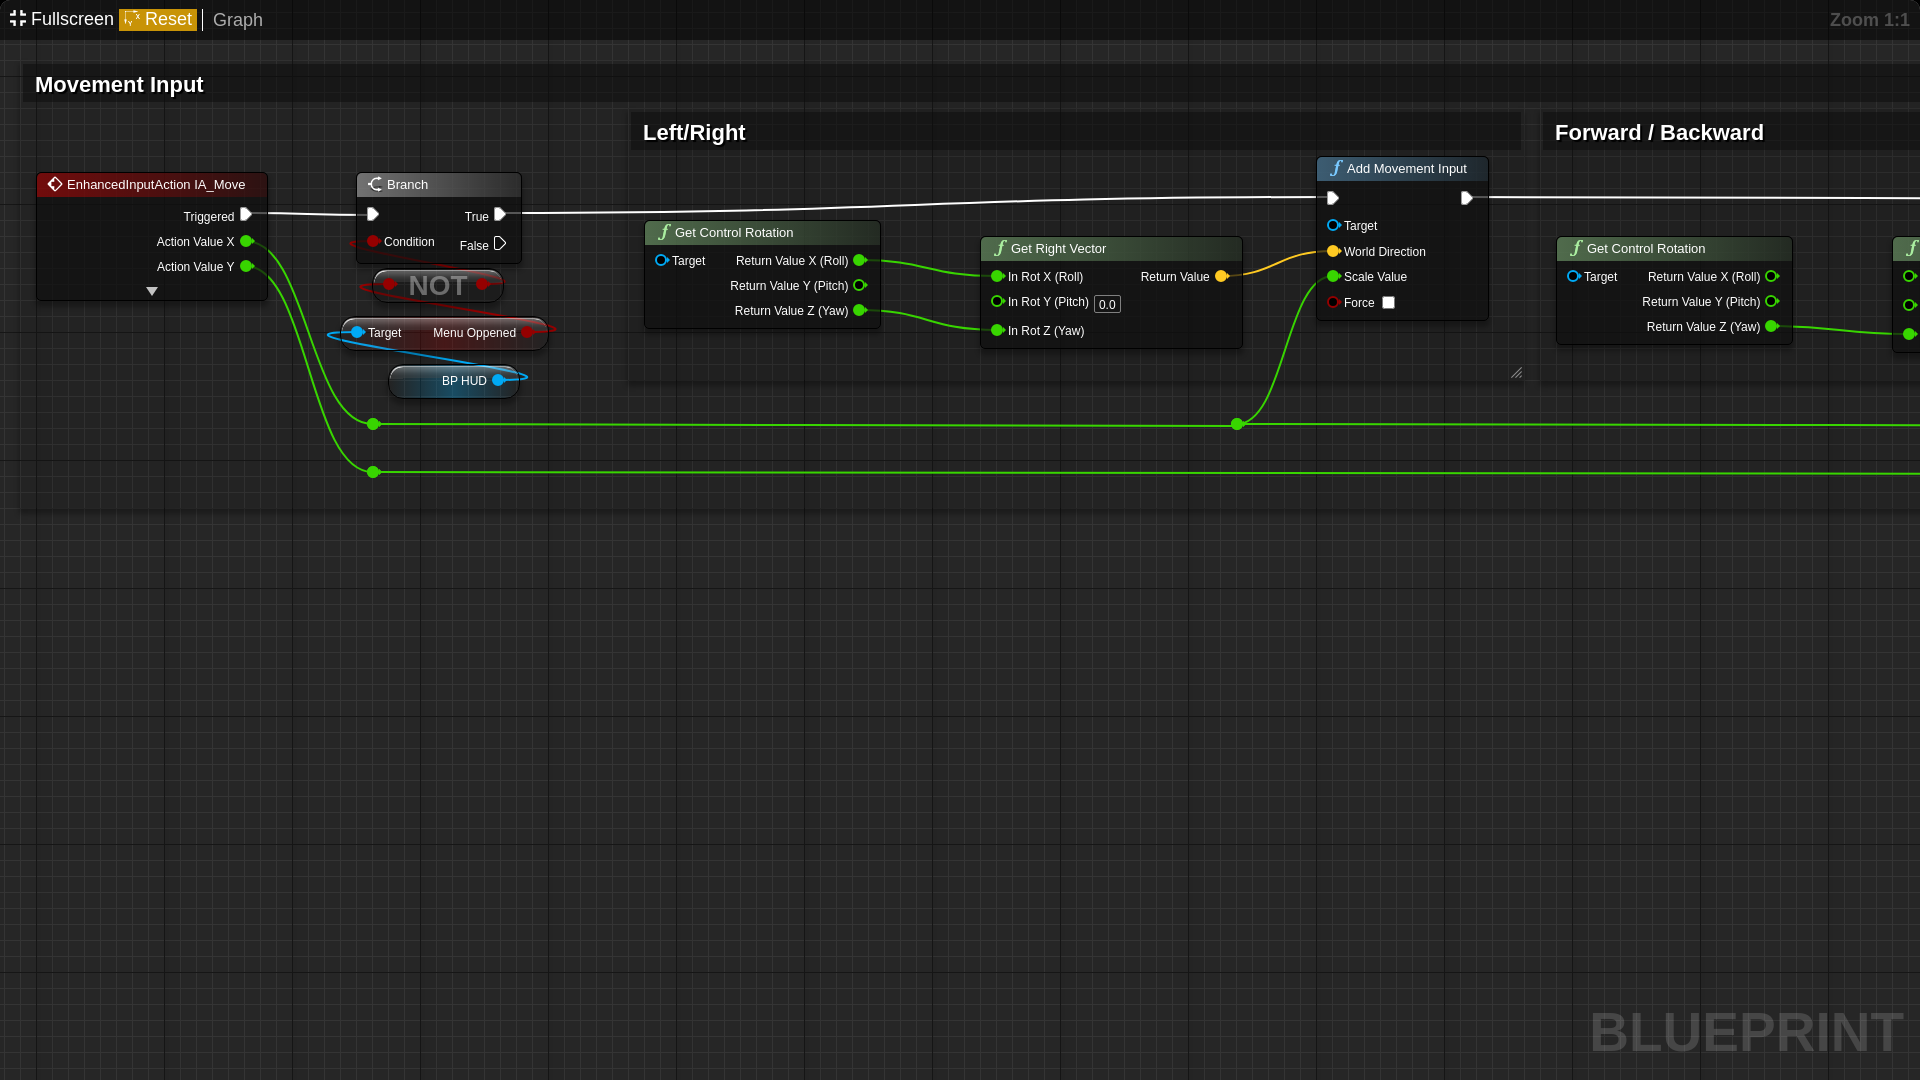 Fullscreen Reset Graph Zoom 1:1
Movement Input
Left/Right
Forward / Backward
EnhancedInputAction IA_Move
Triggered
Action Value X
Action Value Y
Branch
True
Condition
False
NOT
Target Menu Oppened
BP HUD
Get Control Rotation
Target Return Value X (Roll)
Return Value Y (Pitch)
Return Value Z (Yaw)
Get Right Vector
In Rot X (Roll) Return Value
In Rot Y (Pitch) 0.0
In Rot Z (Yaw)
Add Movement Input
Target
World Direction
Scale Value
Force
Get Control Rotation
Target Return Value X (Roll)
Return Value Y (Pitch)
Return Value Z (Yaw)
BLUEPRINT